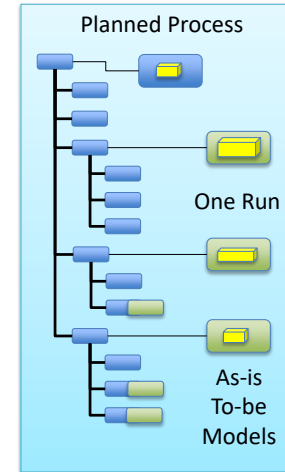 Planned Process
One Run
As-is
To-be
Models